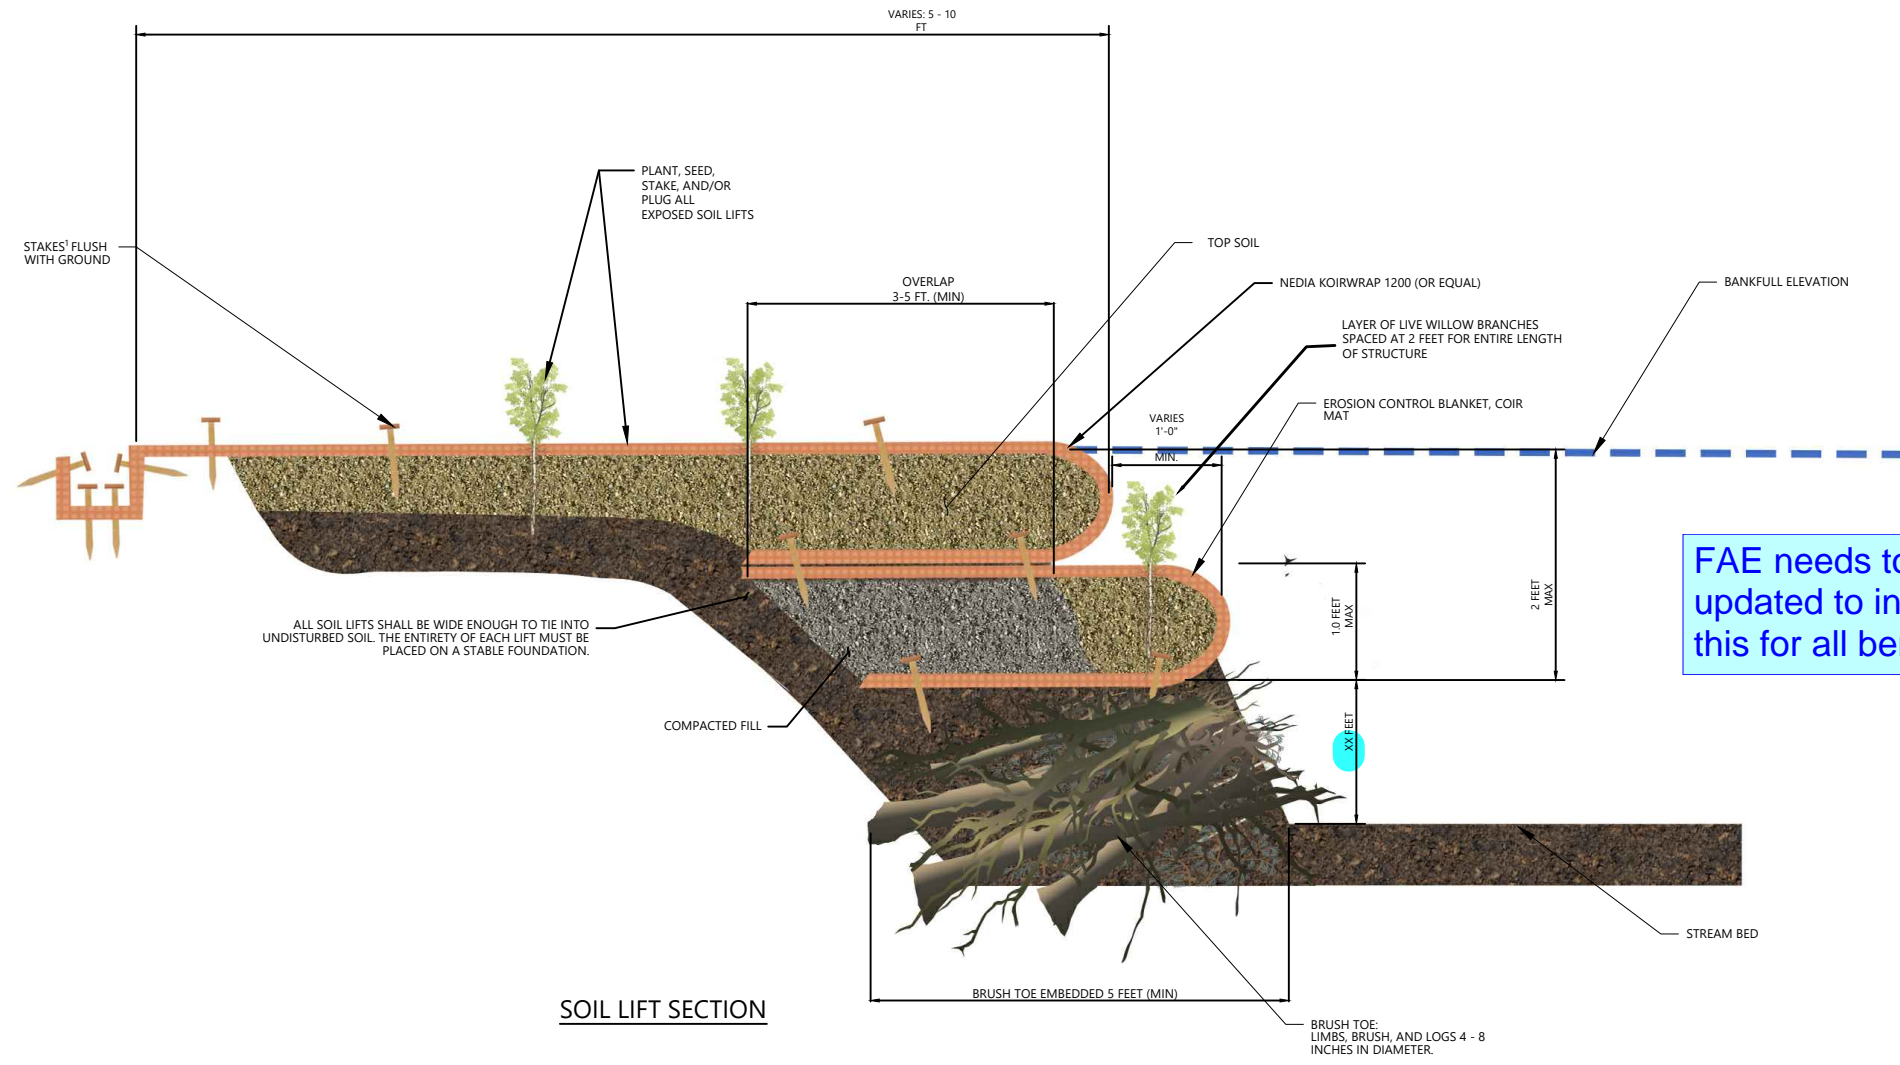 VARIES: 5 - 10
FT
PLANT, SEED,
STAKE, AND/OR
PLUG ALL
EXPOSED SOIL LIFTS
STAKES¹ FLUSH
WITH GROUND
TOP SOIL
OVERLAP
3-5 FT. (MIN)
NEDIA KOIRWRAP 1200 (OR EQUAL)
BANKFULL ELEVATION
LAYER OF LIVE WILLOW BRANCHES
SPACED AT 2 FEET FOR ENTIRE LENGTH
OF STRUCTURE
EROSION CONTROL BLANKET, COIR
MAT
VARIES
1'-0"
MIN.
FAE needs to
updated to in
this for all be
2 FEET
MAX
1.0 FEET
MAX
ALL SOIL LIFTS SHALL BE WIDE ENOUGH TO TIE INTO
UNDISTURBED SOIL. THE ENTIRETY OF EACH LIFT MUST BE
PLACED ON A STABLE FOUNDATION.
COMPACTED FILL
XX FEET
STREAM BED
BRUSH TOE EMBEDDED 5 FEET (MIN)
SOIL LIFT SECTION
BRUSH TOE:
LIMBS, BRUSH, AND LOGS 4 - 8
INCHES IN DIAMETER.